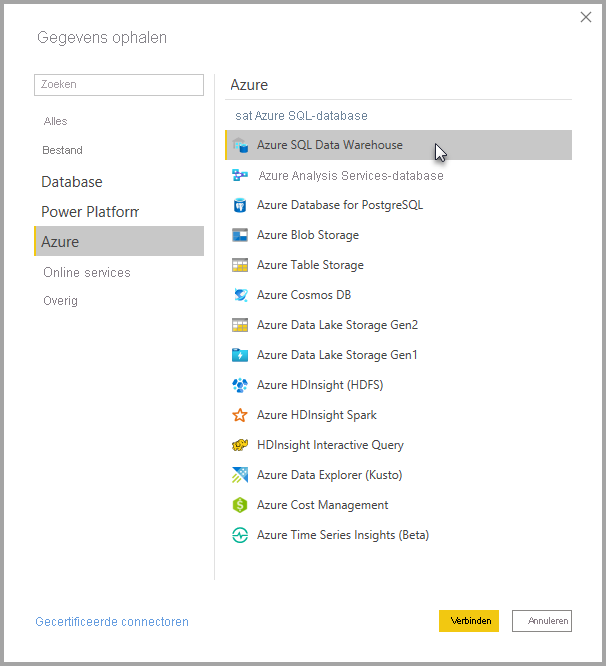 Gegevens ophalen
Zoeken
Alles
Bestand
Database
Power Platform
Azure
Online services
Overig
Azure
sat Azure SQL-database
Azure SQL Data Warehouse
Azure Analysis Services-database
Azure Database for PostgreSQL
Azure Blob Storage
Azure Table Storage
Azure Cosmos DB
Azure Data Lake Storage Gen2
Azure Data Lake Storage Gen1
Azure HDInsight (HDFS)
Azure HDInsight Spark
HDInsight Interactive Query
Azure Data Explorer (Kusto)
Azure Cost Management
Azure Time Series Insights (Beta)
Gecertificeerde connectoren
Verbinden
Annuleren